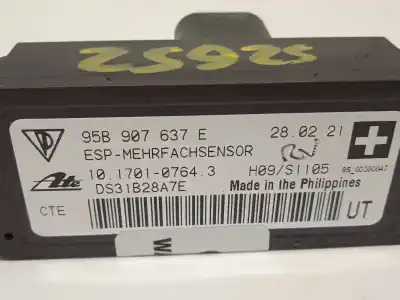 25925
95B 907 637 E
28.02.21
ESP-MEHRFACHSENSOR
Ate
10.1701-0764.3
H09/S1105
DS31B28A7E
Made in the Philippines
CTE
UT